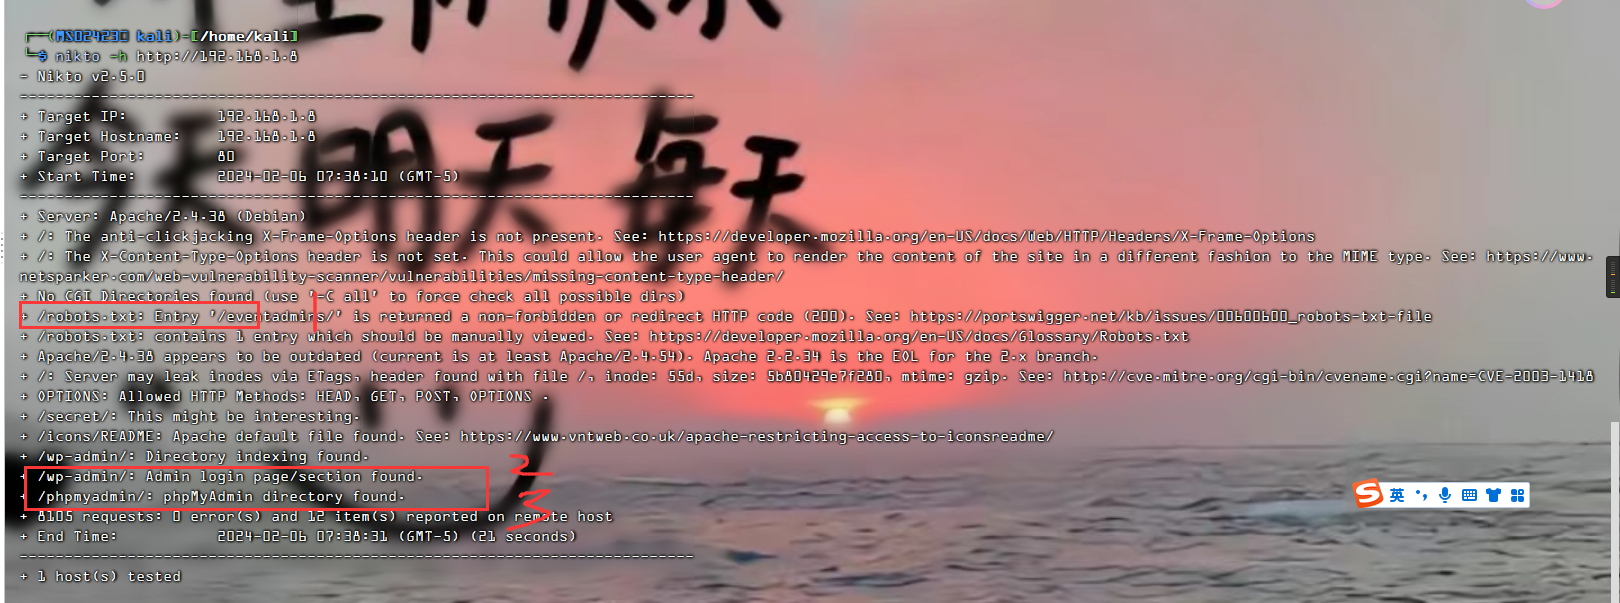 ┌──(MS02423㉿kali)-[/home/kali]
└─$ nikto -h http://192.168.1.8
- Nikto v2.5.0
---------------------------------------------------------------------------
+ Target IP:          192.168.1.8
+ Target Hostname:    192.168.1.8
+ Target Port:        80
+ Start Time:         2024-02-06 07:38:10 (GMT-5)
---------------------------------------------------------------------------
+ Server: Apache/2.4.38 (Debian)
+ /: The anti-clickjacking X-Frame-Options header is not present. See: https://developer.mozilla.org/en-US/docs/Web/HTTP/Headers/X-Frame-Options
+ /: The X-Content-Type-Options header is not set. This could allow the user agent to render the content of the site in a different fashion to the MIME type. See: https://www.
netsparker.com/web-vulnerability-scanner/vulnerabilities/missing-content-type-header/
+ No CGI Directories found (use '-C all' to force check all possible dirs)
+ /robots.txt: Entry '/eventadmins/' is returned a non-forbidden or redirect HTTP code (200). See: https://portswigger.net/kb/issues/00600600_robots-txt-file
+ /robots.txt: contains 1 entry which should be manually viewed. See: https://developer.mozilla.org/en-US/docs/Glossary/Robots.txt
+ Apache/2.4.38 appears to be outdated (current is at least Apache/2.4.54). Apache 2.2.34 is the EOL for the 2.x branch.
+ /: Server may leak inodes via ETags, header found with file /, inode: 55d, size: 5b80429e7f280, mtime: gzip. See: http://cve.mitre.org/cgi-bin/cvename.cgi?name=CVE-2003-1418
+ OPTIONS: Allowed HTTP Methods: HEAD, GET, POST, OPTIONS .
+ /secret/: This might be interesting.
+ /icons/README: Apache default file found. See: https://www.vntweb.co.uk/apache-restricting-access-to-iconsreadme/
+ /wp-admin/: Directory indexing found.
+ /wp-admin/: Admin login page/section found.
2
+ /phpmyadmin/: phpMyAdmin directory found.
3
+ 8105 requests: 0 error(s) and 12 item(s) reported on remote host
+ End Time:           2024-02-06 07:38:31 (GMT-5) (21 seconds)
---------------------------------------------------------------------------
+ 1 host(s) tested
明天 每天
英